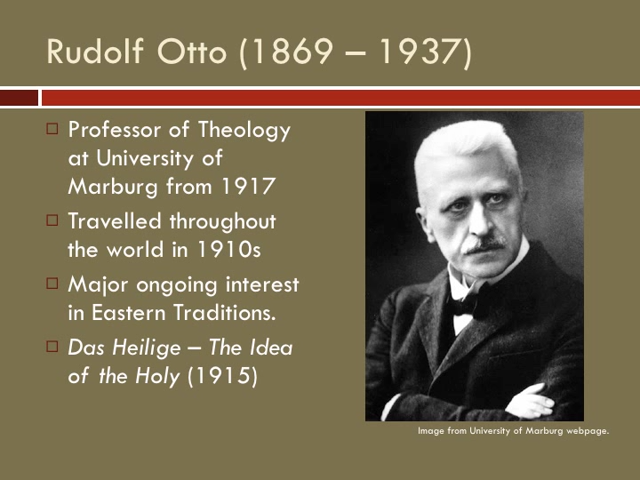 Rudolf Otto (1869 – 1937)
Professor of Theology
at University of
Marburg from 1917
Travelled throughout
the world in 1910s
Major ongoing interest
in Eastern Traditions.
Das Heilige – The Idea
of the Holy (1915)
Image from University of Marburg webpage.